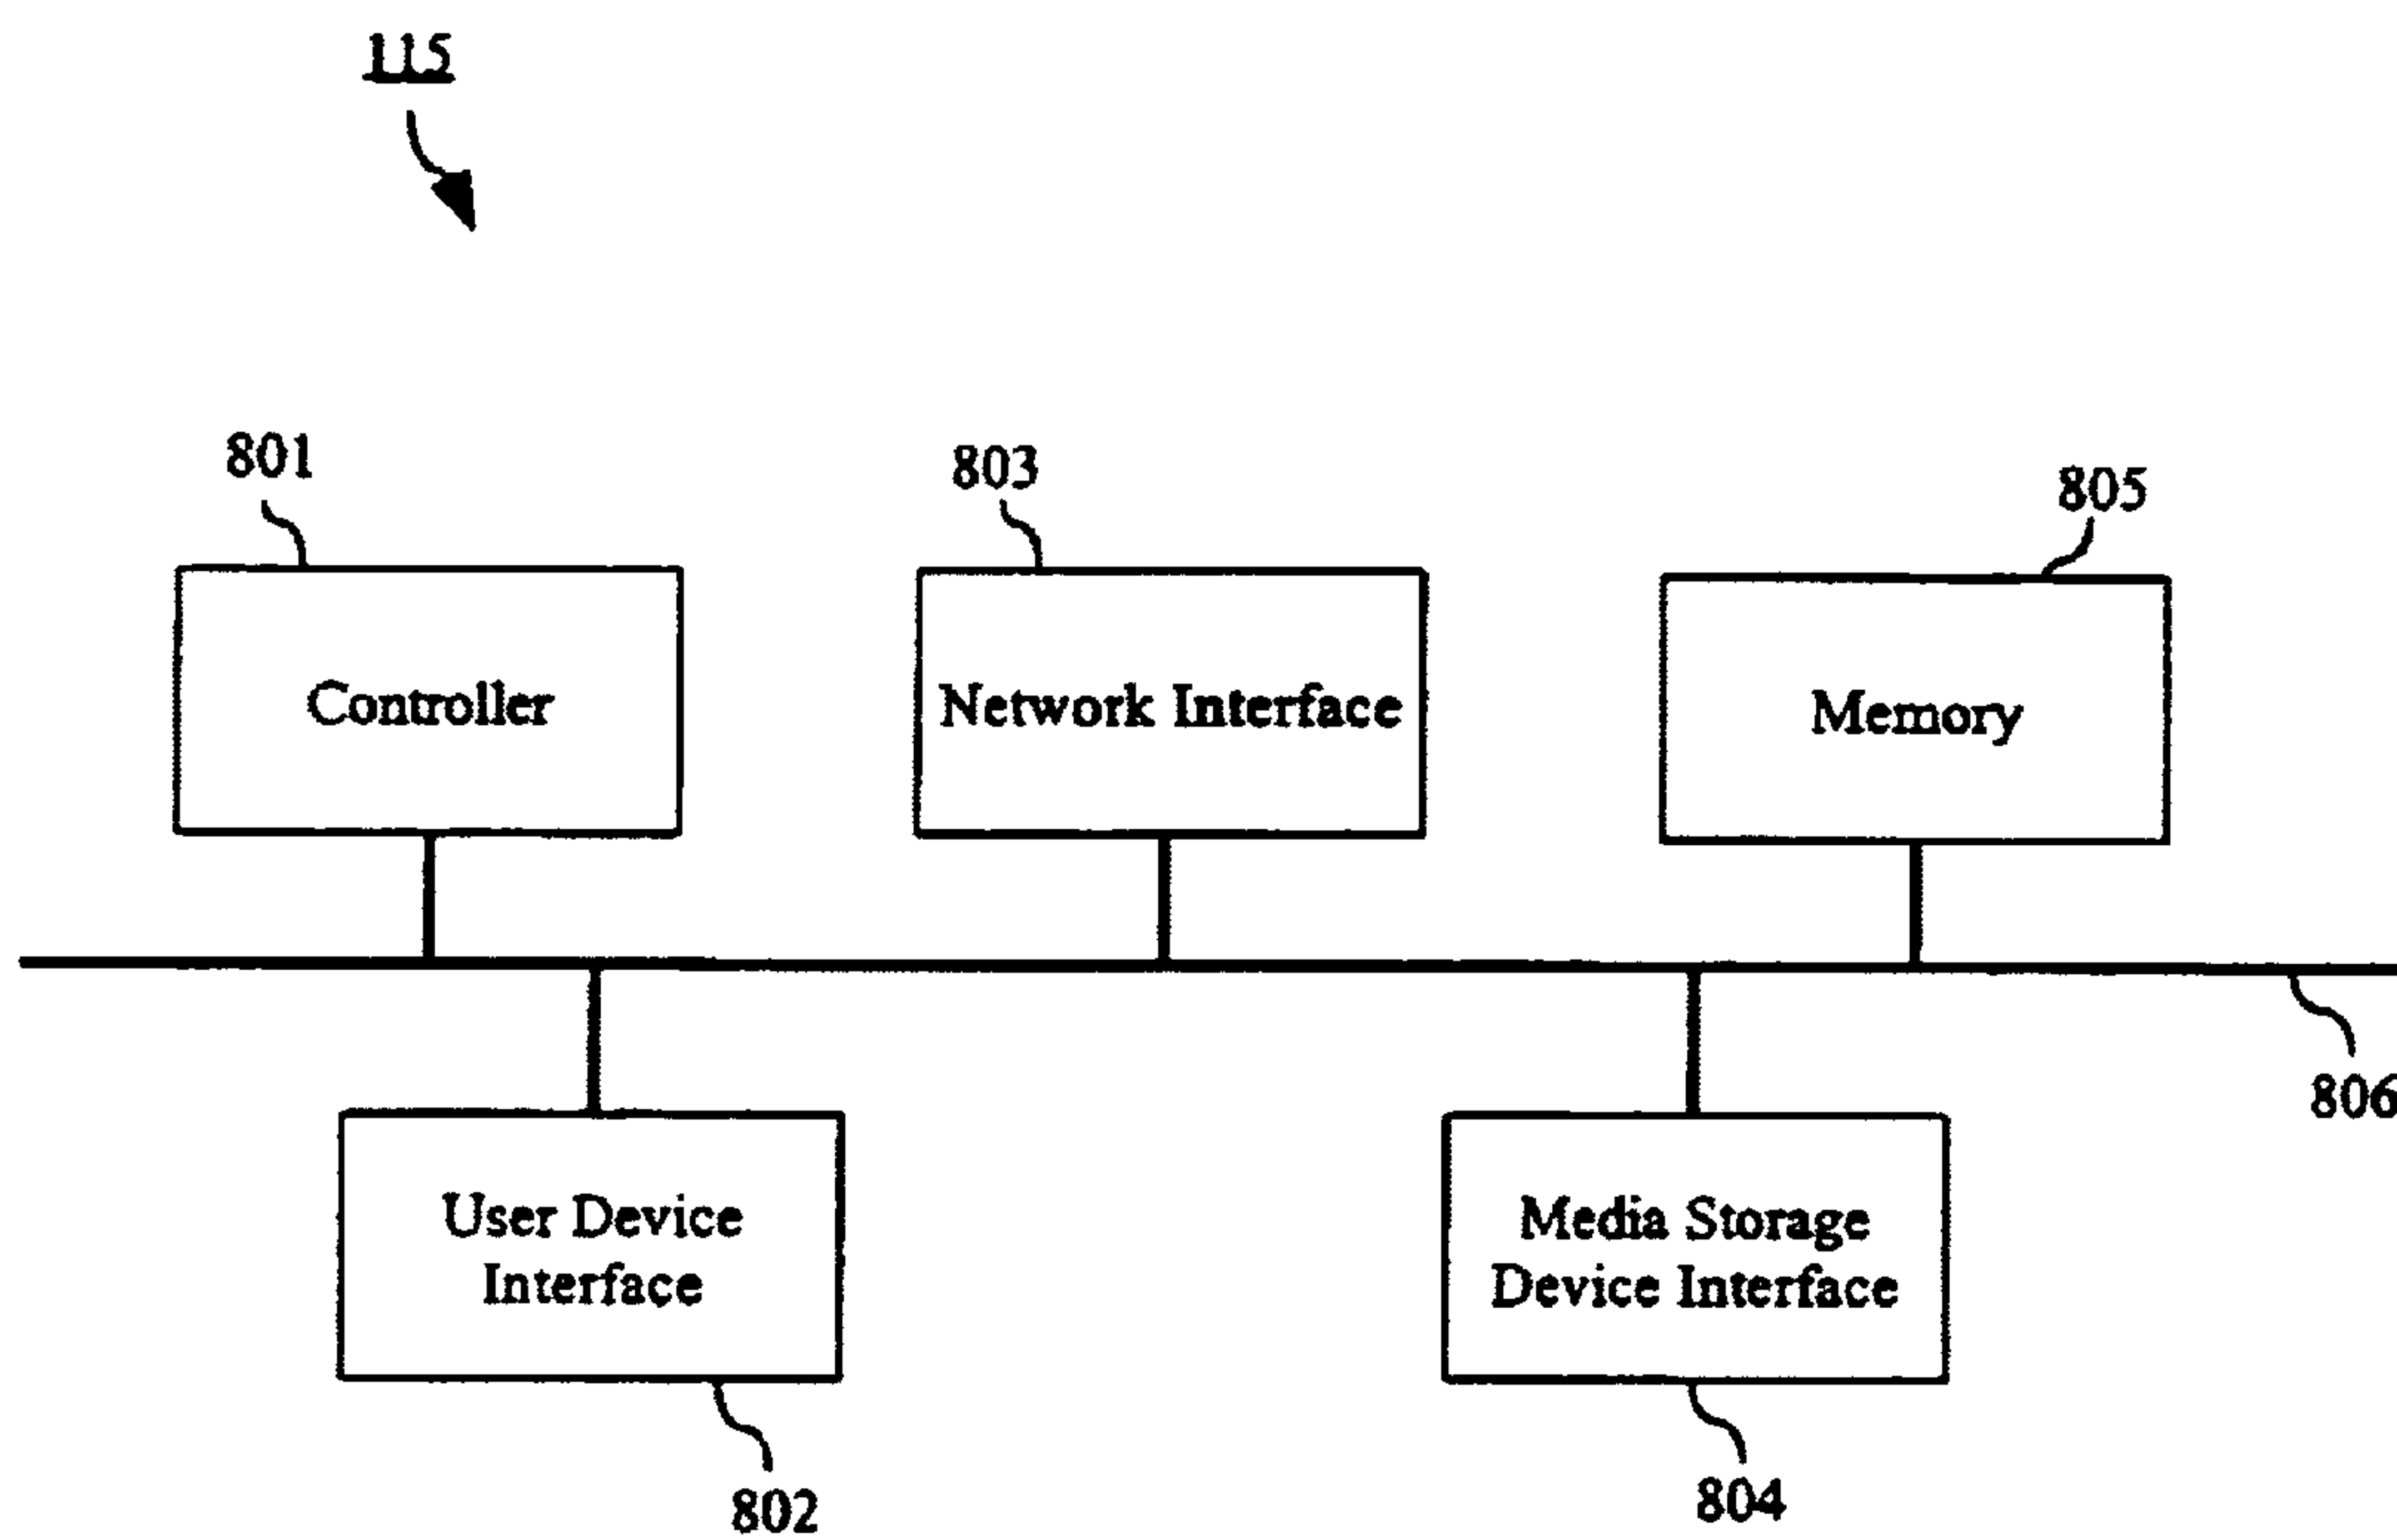 115
801
803
805
Controller
Network Interface
Memory
806
User Device
Interface
Media Storage
Device Interface
802
804